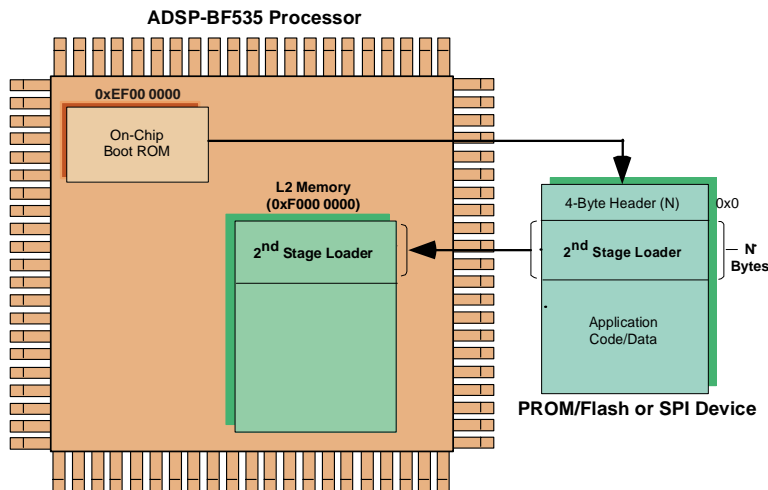 ADSP-BF535 Processor
0xEF00 0000
On-Chip
Boot ROM
L2 Memory
(0xF000 0000)
2nd Stage Loader
4-Byte Header (N)
0x0
2nd Stage Loader
N
Bytes
Application
Code/Data
PROM/Flash or SPI Device